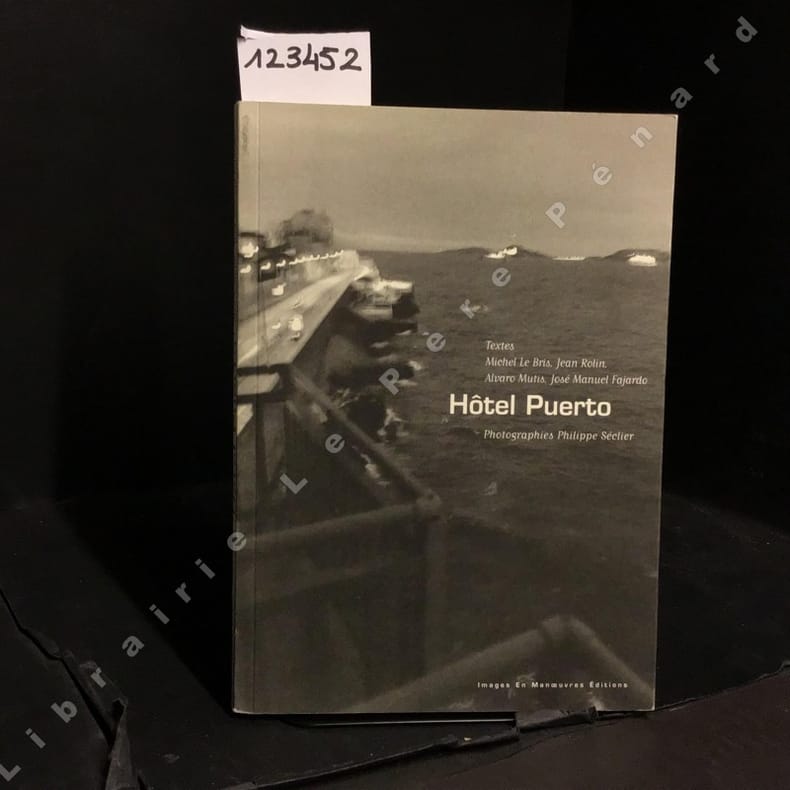 123452
Textes
Michel Le Bris, Jean Rolin,
Alvaro Mutis, José Manuel Fajardo
Hôtel Puerto
Photographies Philippe Séclier
Images En Manœuvres Éditions
Librairie Le Père Pénard